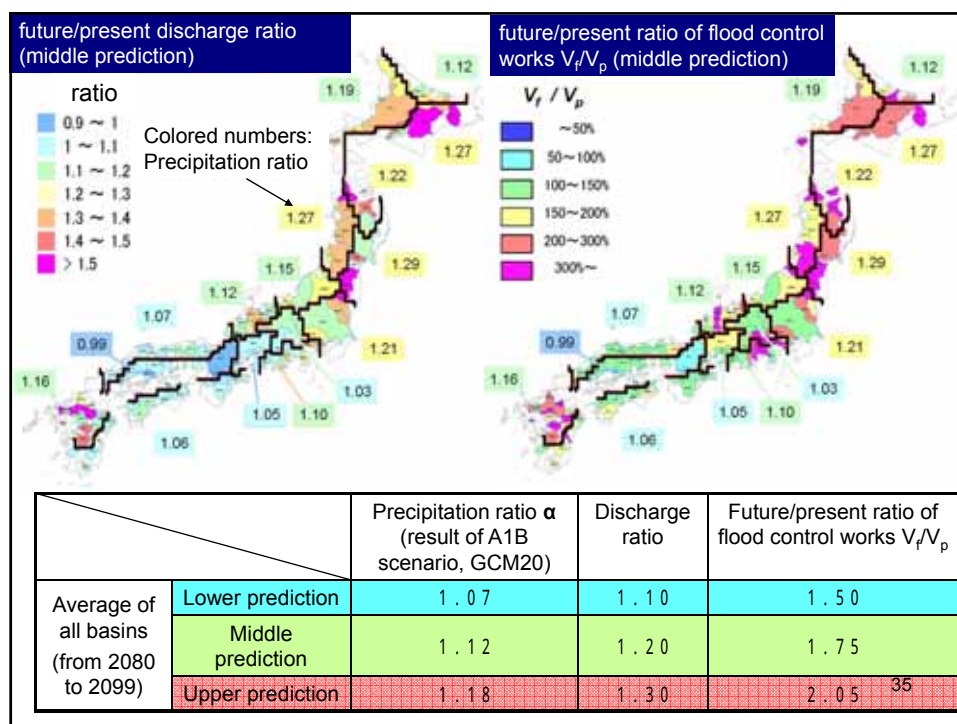 future/present discharge ratio
(middle prediction)
ratio
0.9 ~ 1
1 ~ 1.1
1.1 ~ 1.2
1.2 ~ 1.3
1.3 ~ 1.4
1.4 ~ 1.5
> 1.5
Colored numbers:
Precipitation ratio
1.12
1.19
1.27
1.22
1.27
1.29
1.15
1.12
1.07
0.99
1.21
1.16
1.03
1.05
1.10
1.06
future/present ratio of flood control
works Vf/Vp (middle prediction)
Vf / Vp
~50%
50~100%
100~150%
150~200%
200~300%
300%~
1.12
1.19
1.27
1.22
1.27
1.29
1.15
1.12
1.07
0.99
1.21
1.16
1.03
1.05
1.10
1.06
Precipitation ratio α
(result of A1B
scenario, GCM20)
Discharge
ratio
Future/present ratio of
flood control works Vf/Vp
Average of
all basins
(from 2080
to 2099)
Lower prediction
1.07
1.10
1.50
Middle
prediction
1.12
1.20
1.75
Upper prediction
1.18
1.30
2.05
35